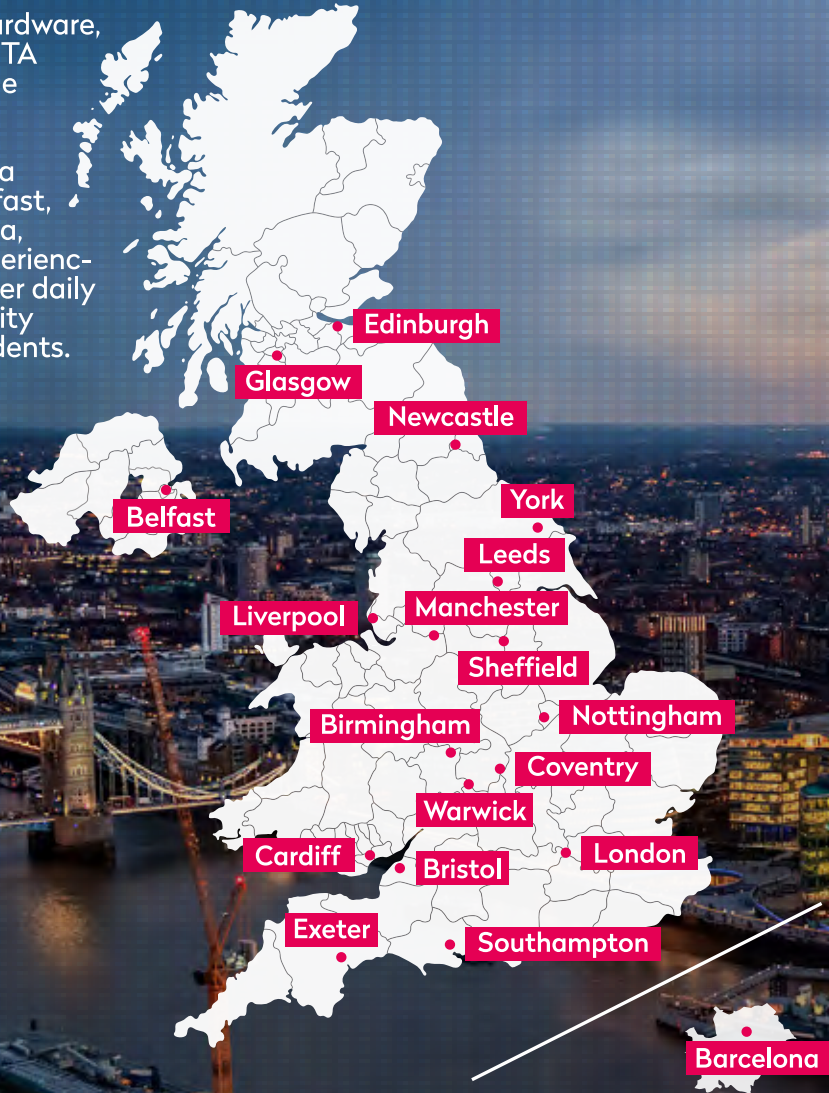 ardware,
TA
e
a
fast,
a,
erienc-
er daily
ity
dents.
Edinburgh
Glasgow
Newcastle
York
Belfast
Leeds
Manchester
Liverpool
Sheffield
Nottingham
Birmingham
Coventry
Warwick
London
Cardiff
Bristol
Exeter
Southampton
Barcelona